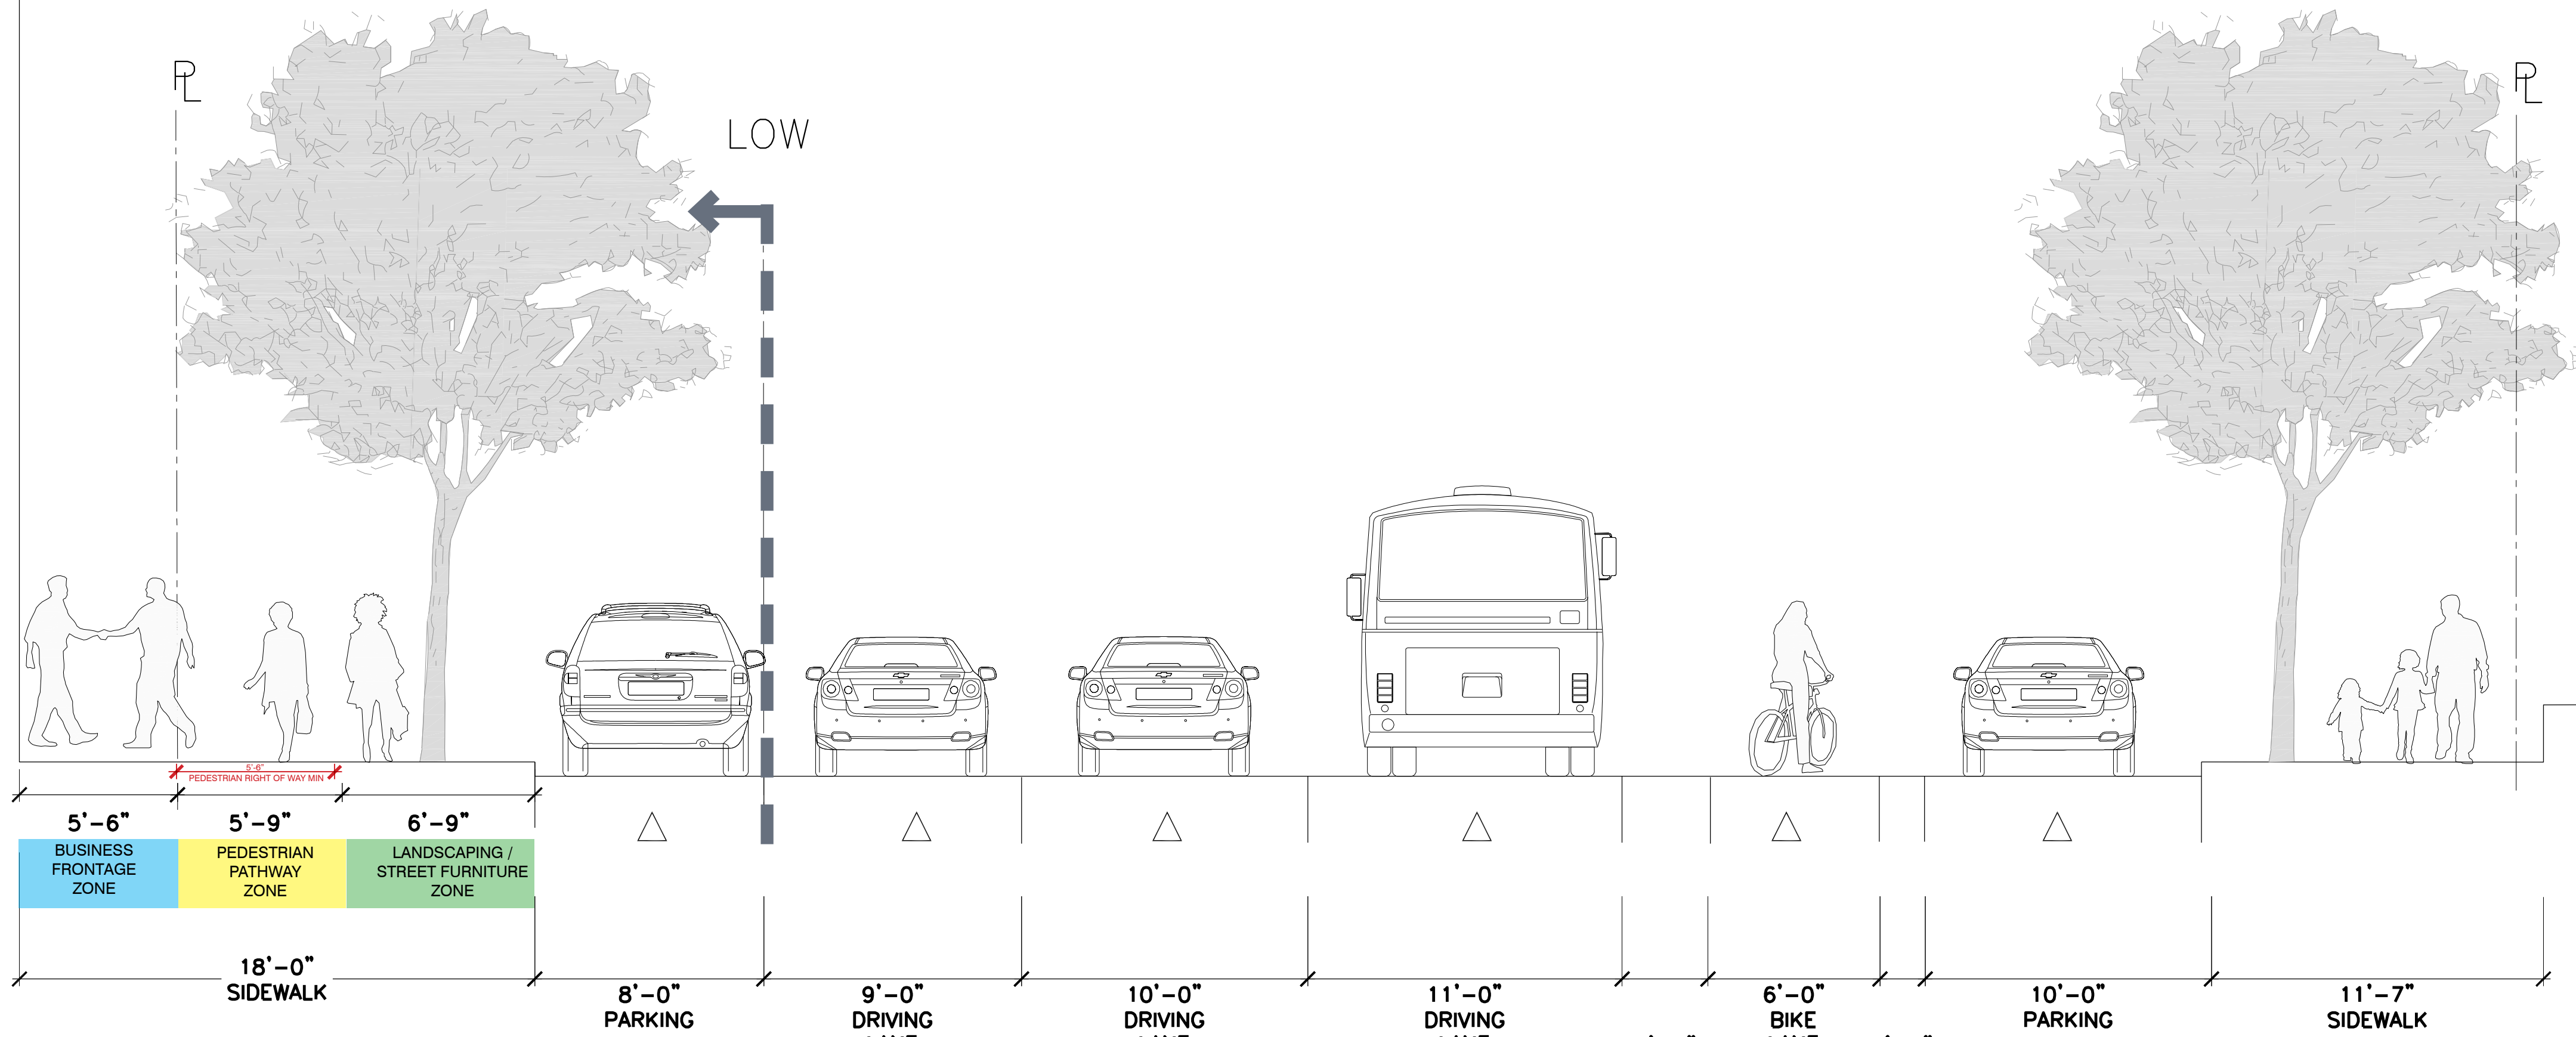 PL
PL
LOW
5'-6"
PEDESTRIAN RIGHT OF WAY MIN
5'-6"
5'-9"
6'-9"
BUSINESS
FRONTAGE
ZONE
PEDESTRIAN
PATHWAY
ZONE
LANDSCAPING /
STREET FURNITURE
ZONE
18'-0"
SIDEWALK
8'-0"
PARKING
9'-0"
DRIVING
10'-0"
DRIVING
11'-0"
DRIVING
6'-0"
BIKE
10'-0"
PARKING
11'-7"
SIDEWALK